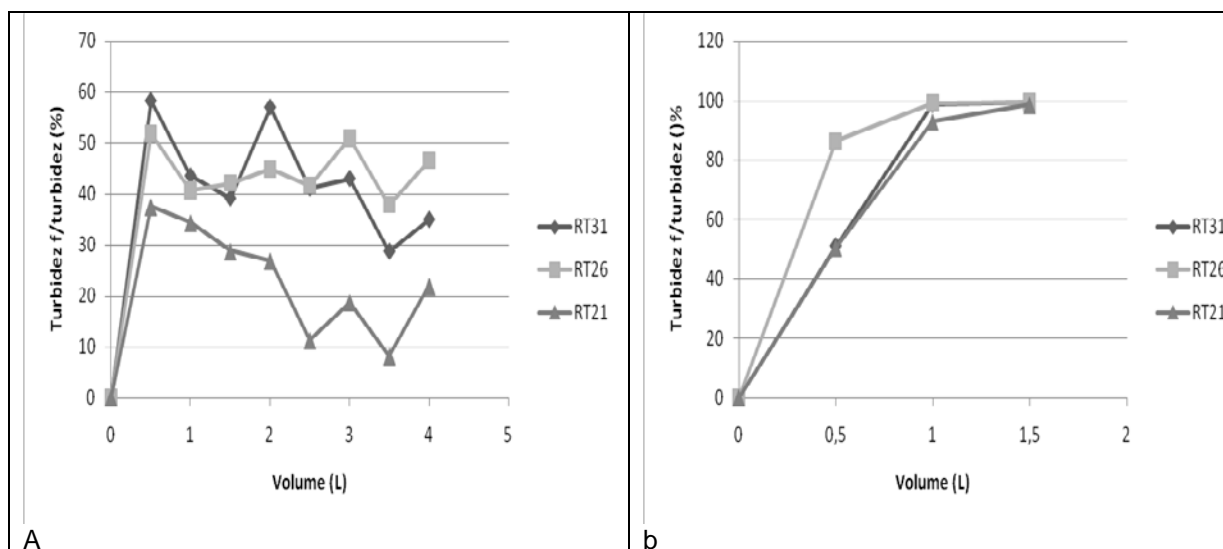 Turbidez f/turbidez (%)
70
60
50
40
30
20
10
0
0 1 2 3 4 5
Volume (L)
RT31
RT26
RT21
A
Turbidez f/turbidez ()%
120
100
80
60
40
20
0
0 0,5 1 1,5 2
Volume (L)
RT31
RT26
RT21
b